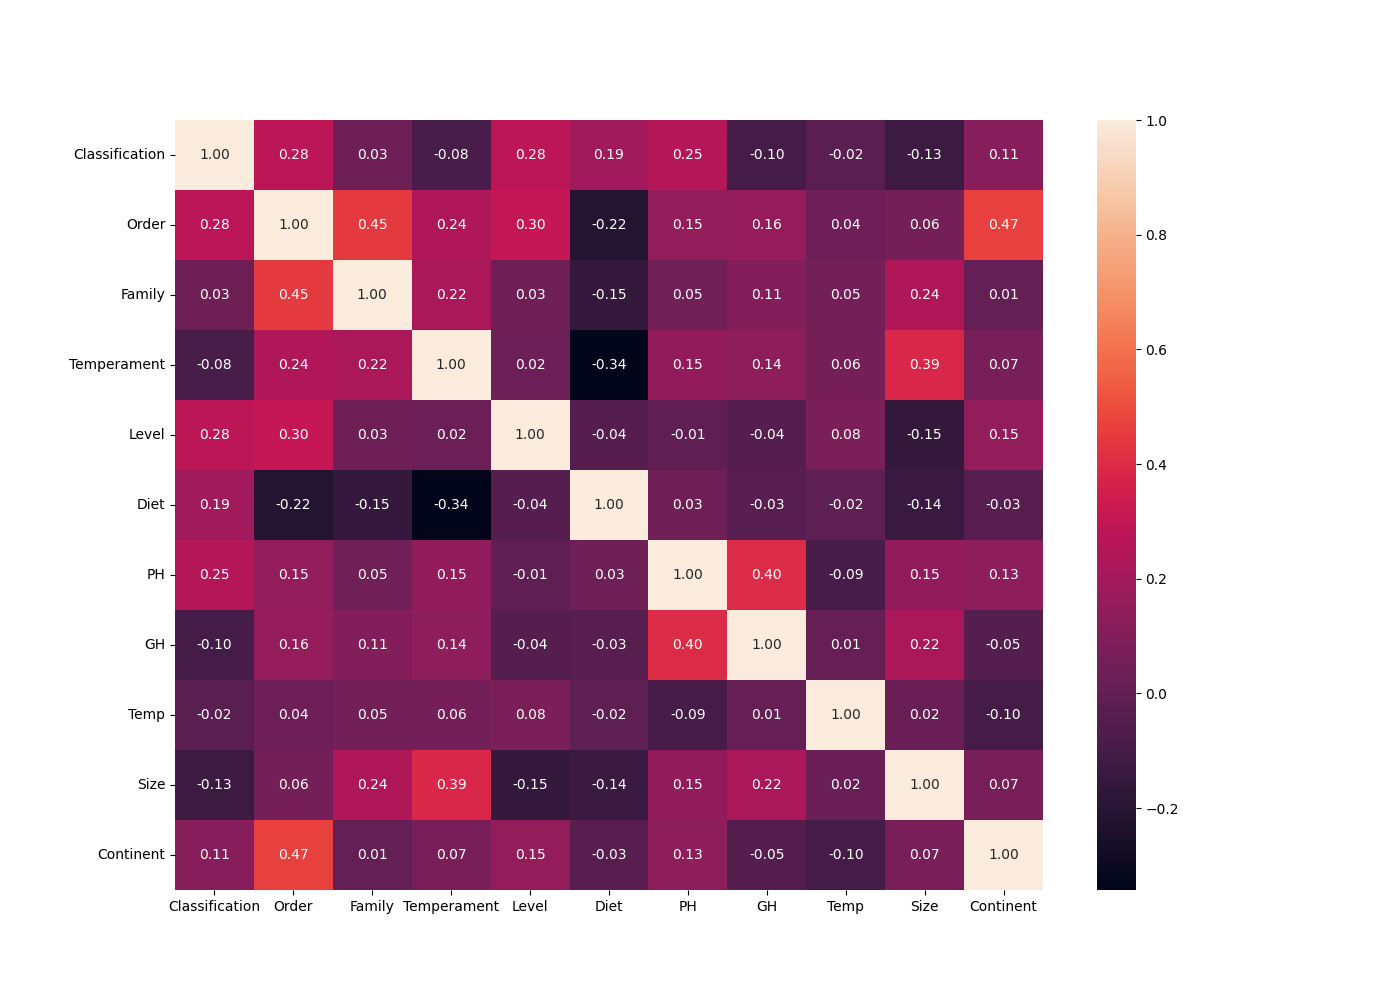 Classification 1.00 0.28 0.03 -0.08 0.28 0.19 0.25 -0.10 -0.02 -0.13 0.11
Order 0.28 1.00 0.45 0.24 0.30 -0.22 0.15 0.16 0.04 0.06 0.47
Family 0.03 0.45 1.00 0.22 0.03 -0.15 0.05 0.11 0.05 0.24 0.01
Temperament -0.08 0.24 0.22 1.00 0.02 -0.34 0.15 0.14 0.06 0.39 0.07
Level 0.28 0.30 0.03 0.02 1.00 -0.04 -0.01 -0.04 0.08 -0.15 0.15
Diet 0.19 -0.22 -0.15 -0.34 -0.04 1.00 0.03 -0.03 -0.02 -0.14 -0.03
PH 0.25 0.15 0.05 0.15 -0.01 0.03 1.00 0.40 -0.09 0.15 0.13
GH -0.10 0.16 0.11 0.14 -0.04 -0.03 0.40 1.00 0.01 0.22 -0.05
Temp -0.02 0.04 0.05 0.06 0.08 -0.02 -0.09 0.01 1.00 0.02 -0.10
Size -0.13 0.06 0.24 0.39 -0.15 -0.14 0.15 0.22 0.02 1.00 0.07
Continent 0.11 0.47 0.01 0.07 0.15 -0.03 0.13 -0.05 -0.10 0.07 1.00
Classification Order Family Temperament Level Diet PH GH Temp Size Continent
1.0
0.8
0.6
0.4
0.2
0.0
−0.2